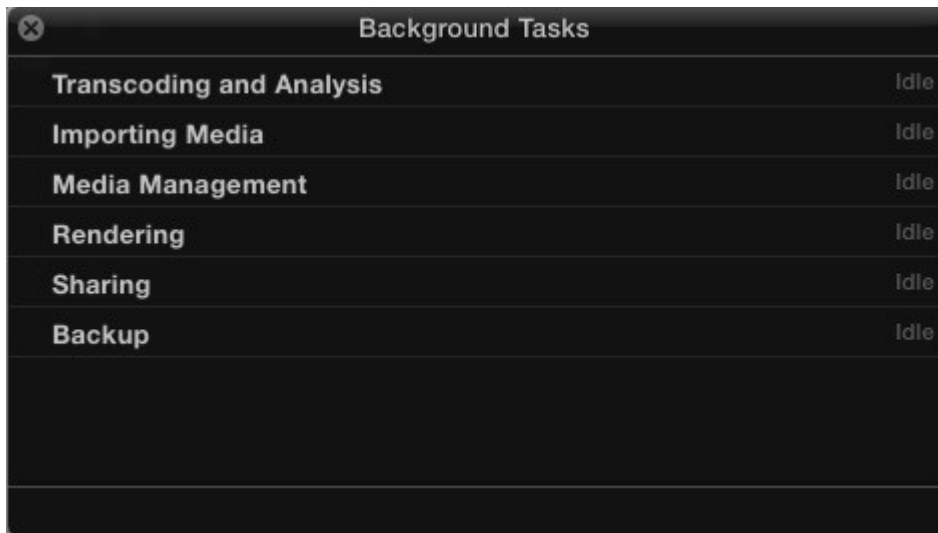 Background Tasks
Transcoding and Analysis Idle
Importing Media Idle
Media Management Idle
Rendering Idle
Sharing Idle
Backup Idle